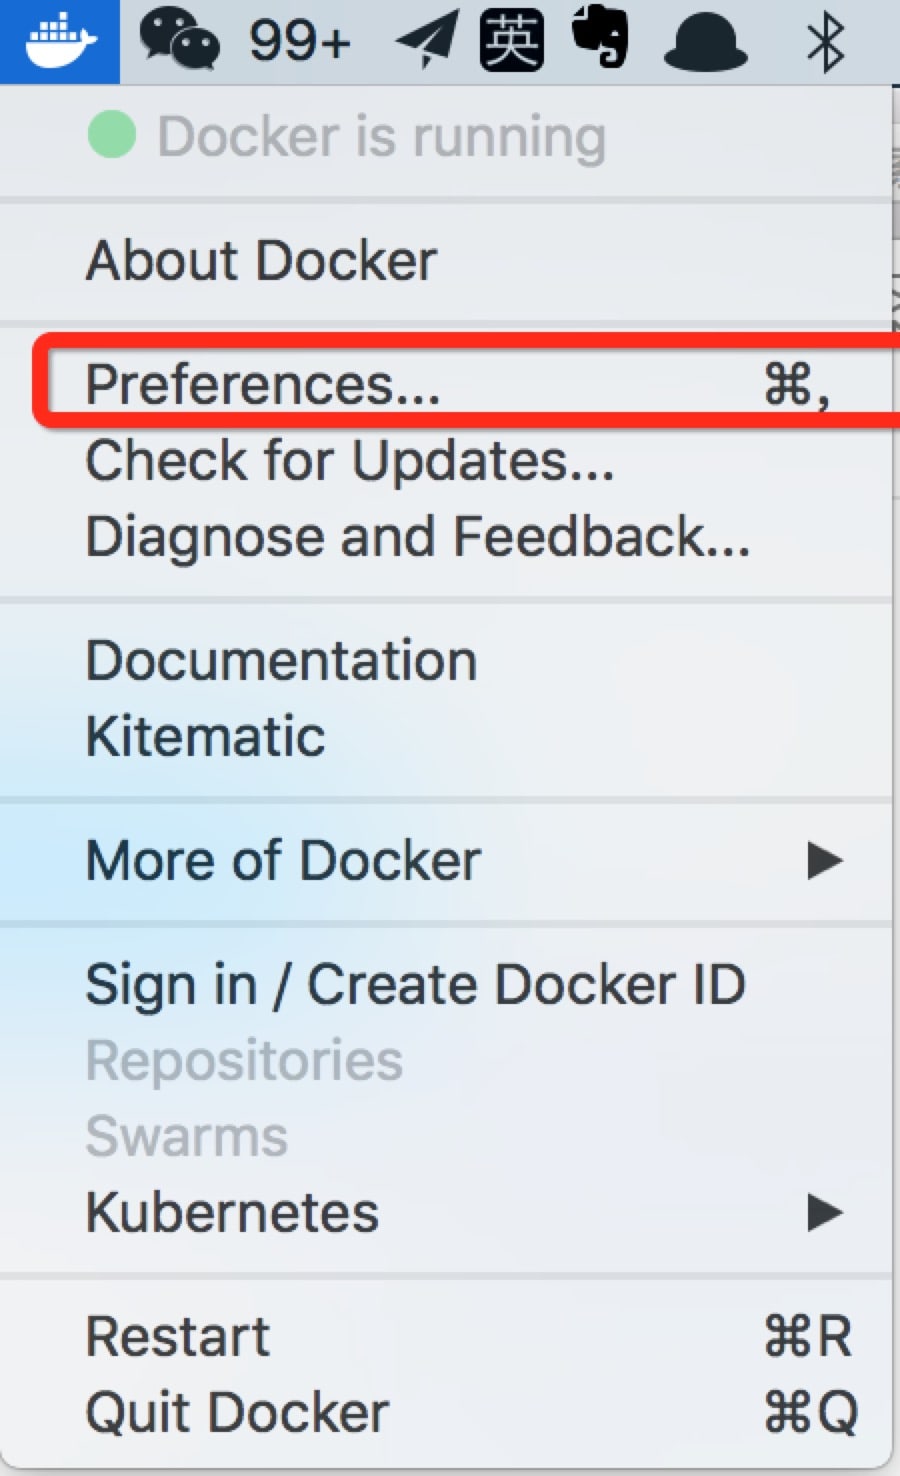 99+ 英
Docker is running
About Docker
Preferences... ⌘,
Check for Updates...
Diagnose and Feedback...
Documentation
Kitematic
More of Docker ▶
Sign in / Create Docker ID
Repositories
Swarms
Kubernetes ▶
Restart ⌘R
Quit Docker ⌘Q